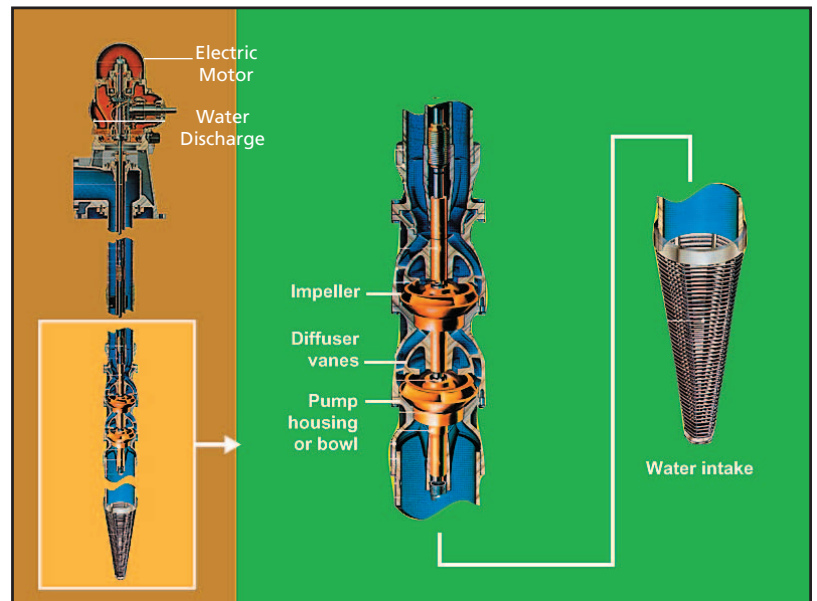 Electric
Motor
Water
Discharge
Impeller
Diffuser
vanes
Pump
housing
or bowl
Water intake